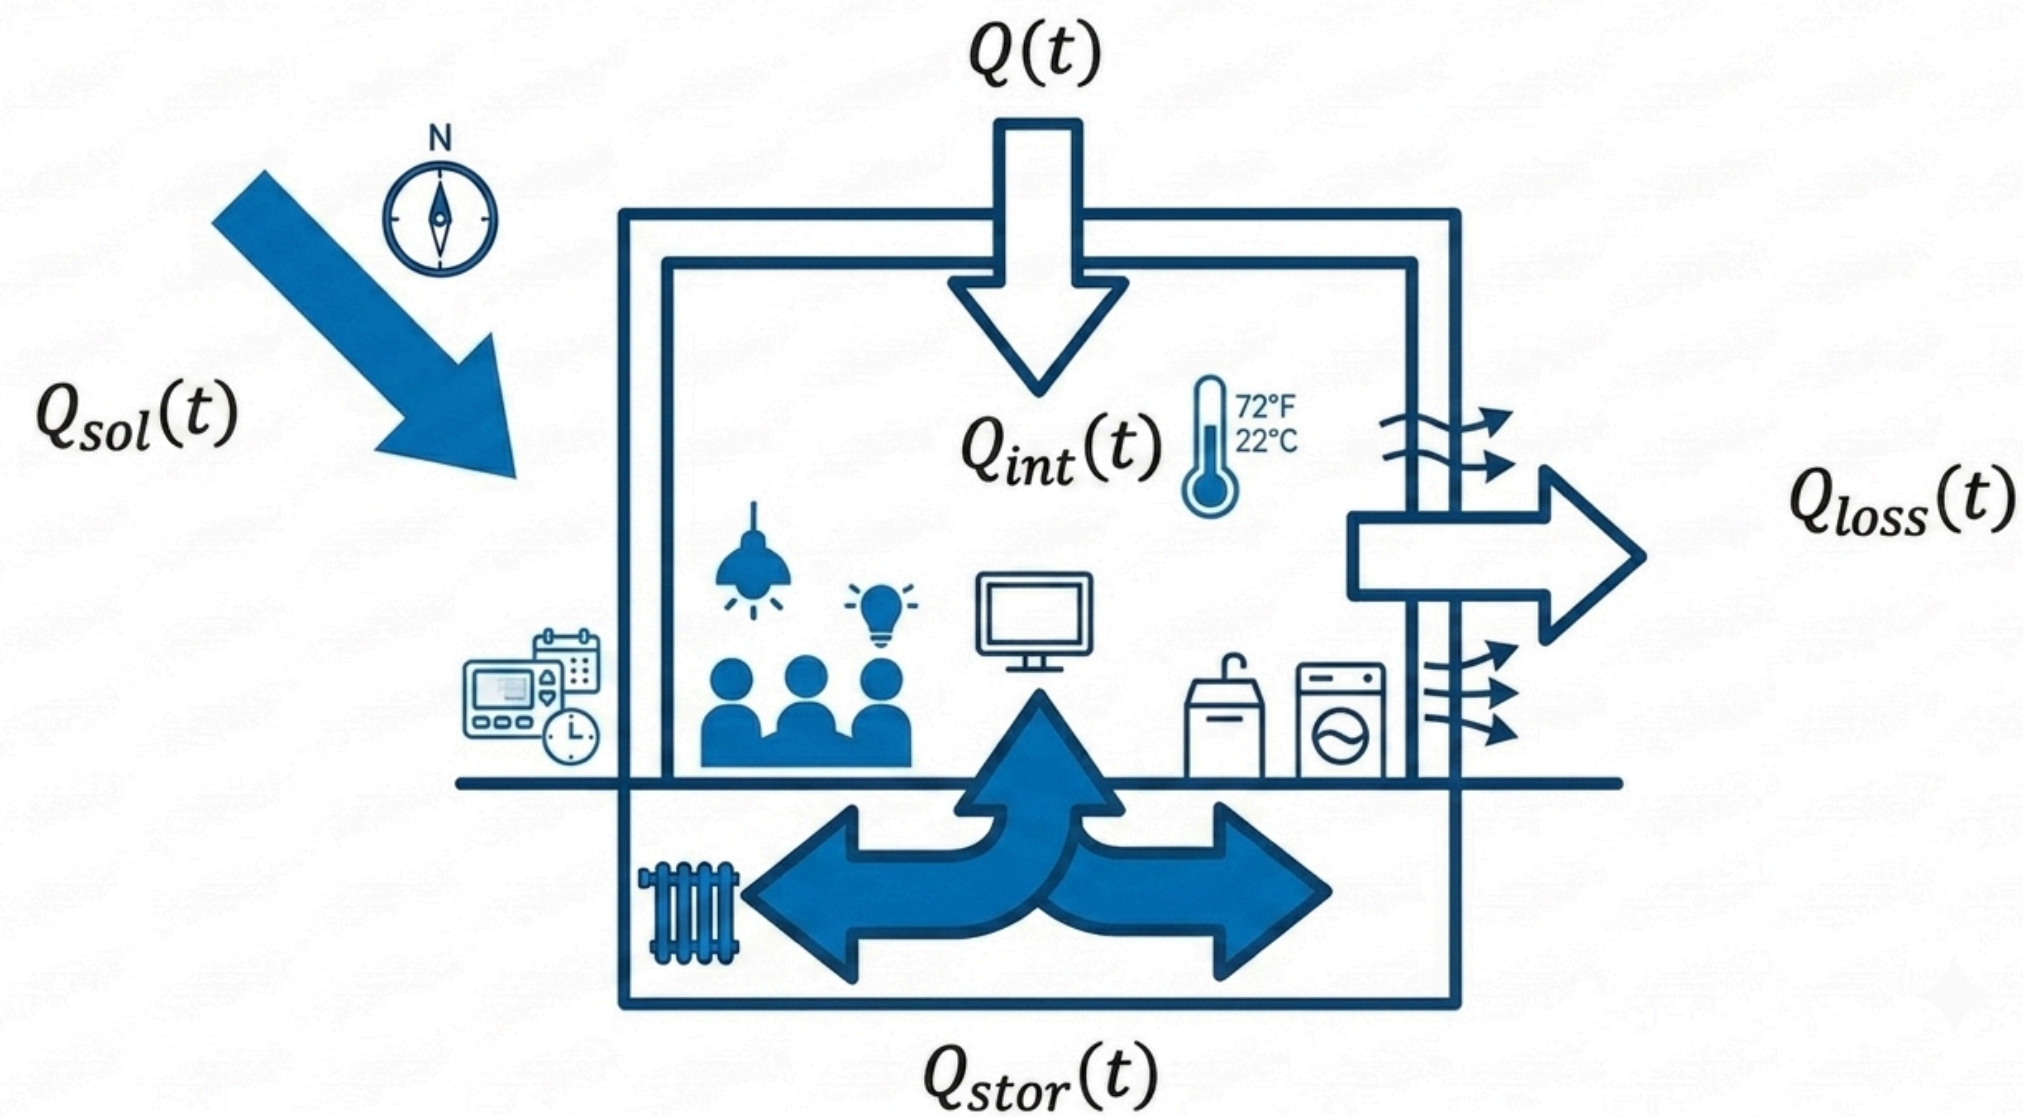 Q(t)
N
Q_sol(t)
Q_int(t)
72°F
22°C
Q_loss(t)
Q_stor(t)